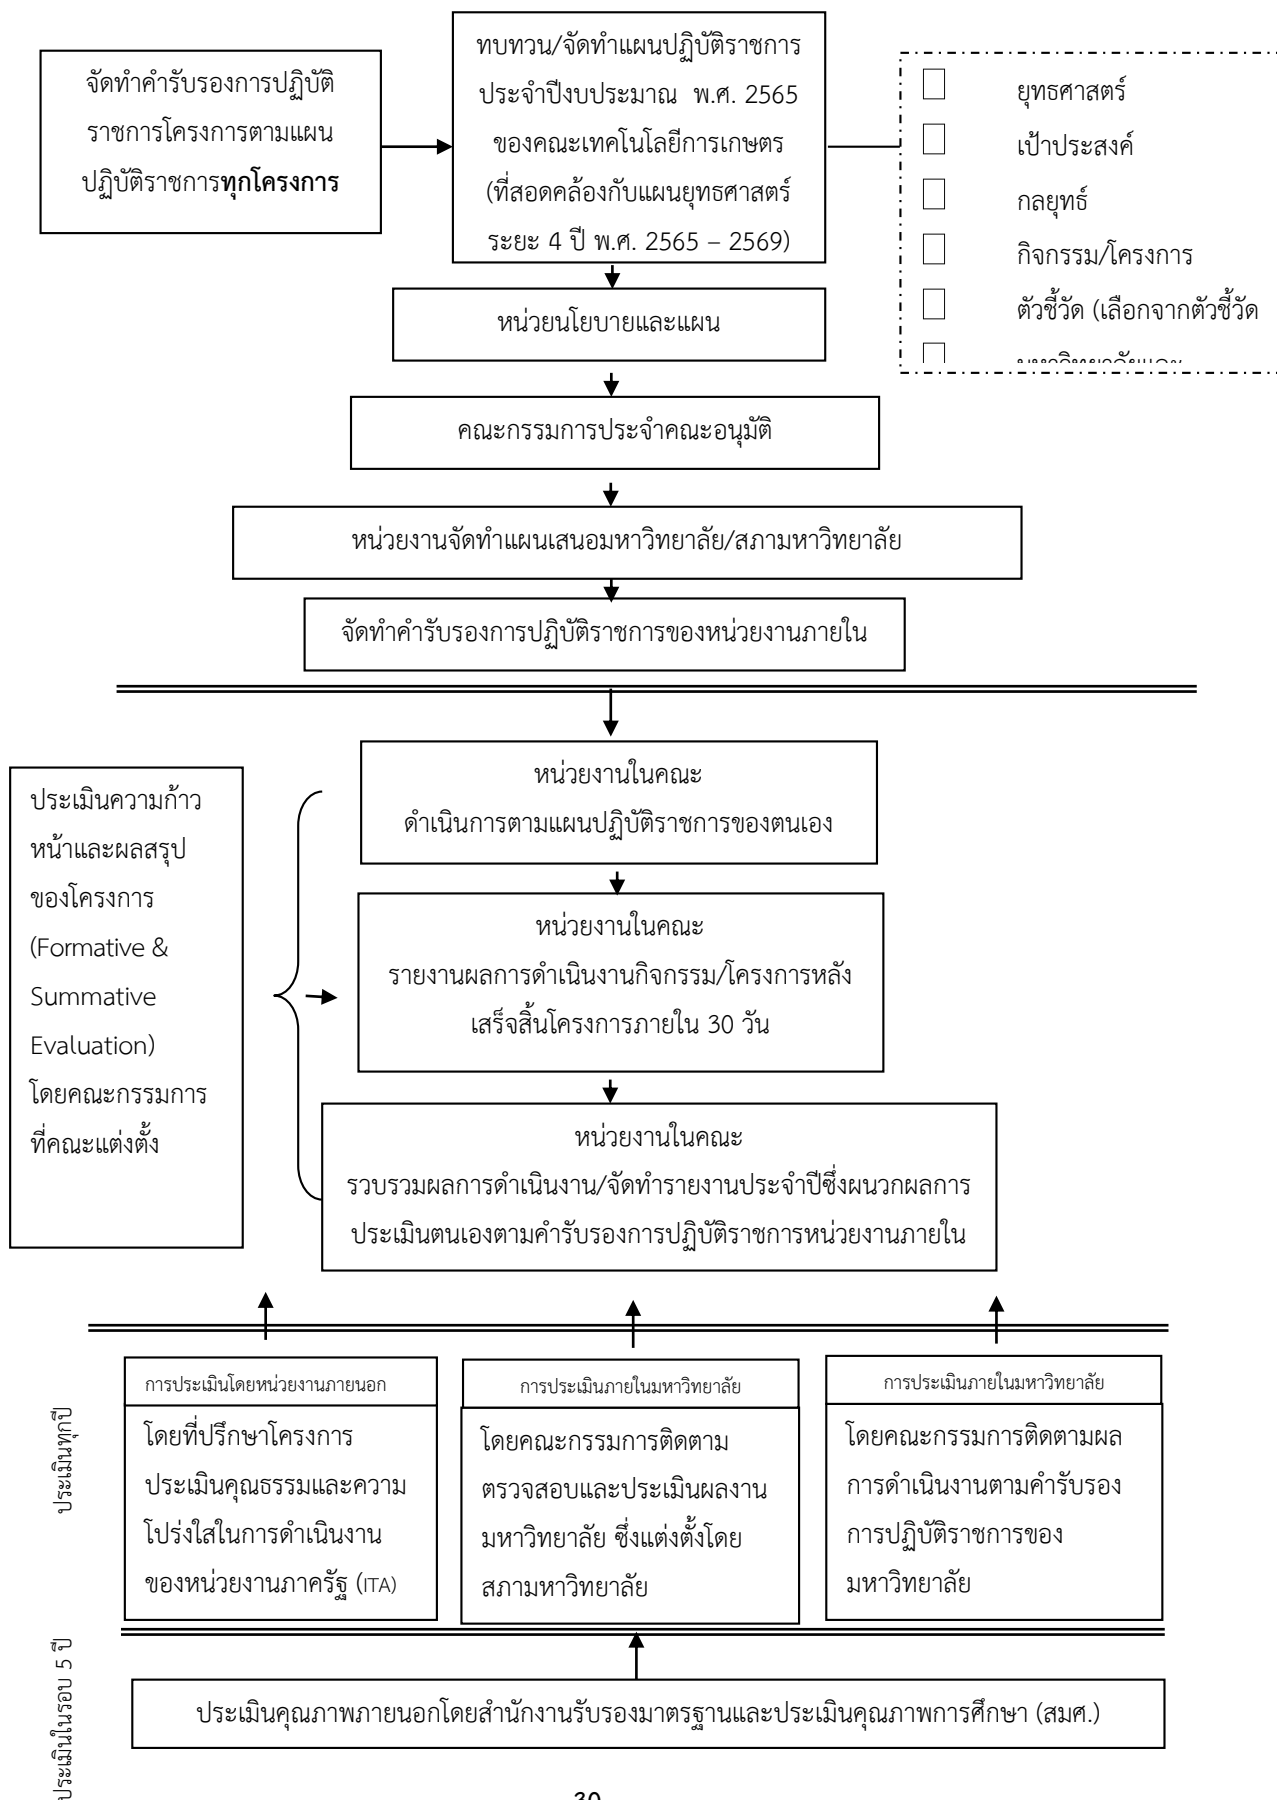 จัดทำคำรับรองการปฏิบัติ
ราชการโครงการตามแผน
ปฏิบัติราชการทุกโครงการ
ทบทวน/จัดทำแผนปฏิบัติราชการ
ประจำปีงบประมาณ พ.ศ. 2565
ของคณะเทคโนโลยีการเกษตร
(ที่สอดคล้องกับแผนยุทธศาสตร์
ระยะ 4 ปี พ.ศ. 2565 – 2569)
ยุทธศาสตร์
เป้าประสงค์
กลยุทธ์
กิจกรรม/โครงการ
ตัวชี้วัด (เลือกจากตัวชี้วัด
หน่วยนโยบายและแผน
คณะกรรมการประจำคณะอนุมัติ
หน่วยงานจัดทำแผนเสนอมหาวิทยาลัย/สภามหาวิทยาลัย
จัดทำคำรับรองการปฏิบัติราชการของหน่วยงานภายใน
หน่วยงานในคณะ
ดำเนินการตามแผนปฏิบัติราชการของตนเอง
ประเมินความก้าว
หน้าและผลสรุป
ของโครงการ
(Formative &
Summative
Evaluation)
โดยคณะกรรมการ
ที่คณะแต่งตั้ง
หน่วยงานในคณะ
รายงานผลการดำเนินงานกิจกรรม/โครงการหลัง
เสร็จสิ้นโครงการภายใน 30 วัน
หน่วยงานในคณะ
รวบรวมผลการดำเนินงาน/จัดทำรายงานประจำปีซึ่งผนวกผลการ
ประเมินตนเองตามคำรับรองการปฏิบัติราชการหน่วยงานภายใน
ประเมินทุกปี
การประเมินโดยหน่วยงานภายนอก
โดยที่ปรึกษาโครงการ
ประเมินคุณธรรมและความ
โปร่งใสในการดำเนินงาน
ของหน่วยงานภาครัฐ (ITA)
การประเมินภายในมหาวิทยาลัย
โดยคณะกรรมการติดตาม
ตรวจสอบและประเมินผลงาน
มหาวิทยาลัย ซึ่งแต่งตั้งโดย
สภามหาวิทยาลัย
การประเมินภายในมหาวิทยาลัย
โดยคณะกรรมการติดตามผล
การดำเนินงานตามคำรับรอง
การปฏิบัติราชการของ
มหาวิทยาลัย
ประเมินในรอบ 5 ปี
ประเมินคุณภาพภายนอกโดยสำนักงานรับรองมาตรฐานและประเมินคุณภาพการศึกษา (สมศ.)
30